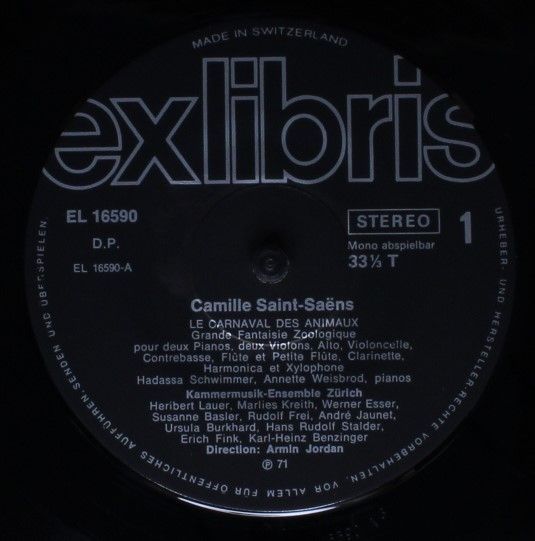 MADE IN SWITZERLAND
exlibris
EL 16590
D.P.
EL 16590-A
STEREO
1
Mono abspielbar
33⅓ T
Camille Saint-Saëns
LE CARNAVAL DES ANIMAUX
Grande Fantaisie Zoologique
pour deux Pianos, deux Violons, Alto, Violoncelle,
Contrebasse, Flûte et Petite Flûte, Clarinette,
Harmonica et Xylophone
Hadassa Schwimmer, Annette Weisbrod, pianos
Kammermusik-Ensemble Zürich
Heribert Lauer, Marlies Kreith, Werner Esser,
Susanne Basler, Rudolf Frei, André Jaunet,
Ursula Burkhard, Hans Rudolf Stalder,
Erich Fink, Karl-Heinz Benzinger
Direction: Armin Jordan
℗ 71
URHEBER- UND HERSTELLER-RECHTE VORBEHALTEN, VOR ALLEM FÜR ÖFFENTLICHES AUFFÜHREN, SENDEN UND ÜBERSPIELEN